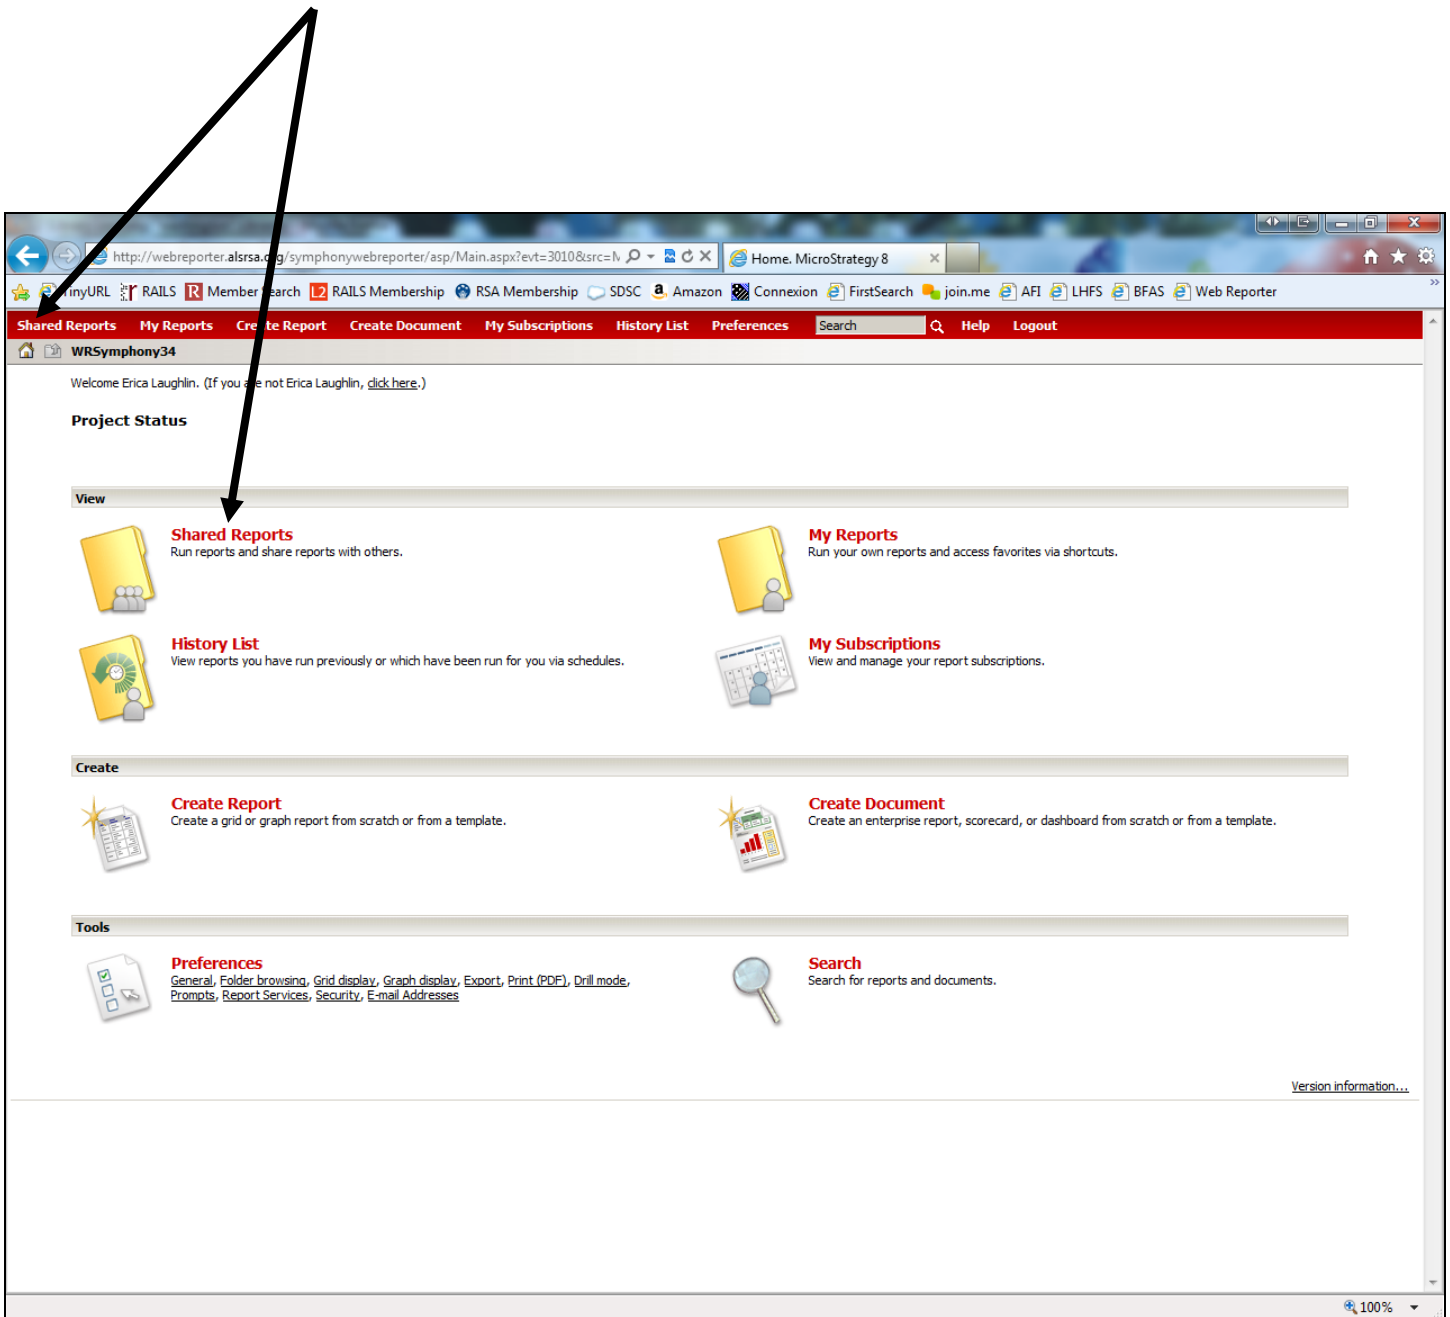 http://webreporter.alsrsa.org/symphonywebreporter/asp/Main.aspx?evt=3010&src=M
Home. MicroStrategy 8
TinyURL RAILS Member Search RAILS Membership RSA Membership SDSC Amazon Connexion FirstSearch join.me AFI LHFS BFAS Web Reporter
Shared Reports My Reports Create Report Create Document My Subscriptions History List Preferences Search Help Logout
WRSymphony34
Welcome Erica Laughlin. (If you are not Erica Laughlin, click here.)
Project Status
View
Shared Reports
Run reports and share reports with others.
My Reports
Run your own reports and access favorites via shortcuts.
History List
View reports you have run previously or which have been run for you via schedules.
My Subscriptions
View and manage your report subscriptions.
Create
Create Report
Create a grid or graph report from scratch or from a template.
Create Document
Create an enterprise report, scorecard, or dashboard from scratch or from a template.
Tools
Preferences
General, Folder browsing, Grid display, Graph display, Export, Print (PDF), Drill mode,
Prompts, Report Services, Security, E-mail Addresses
Search
Search for reports and documents.
Version information...
100%